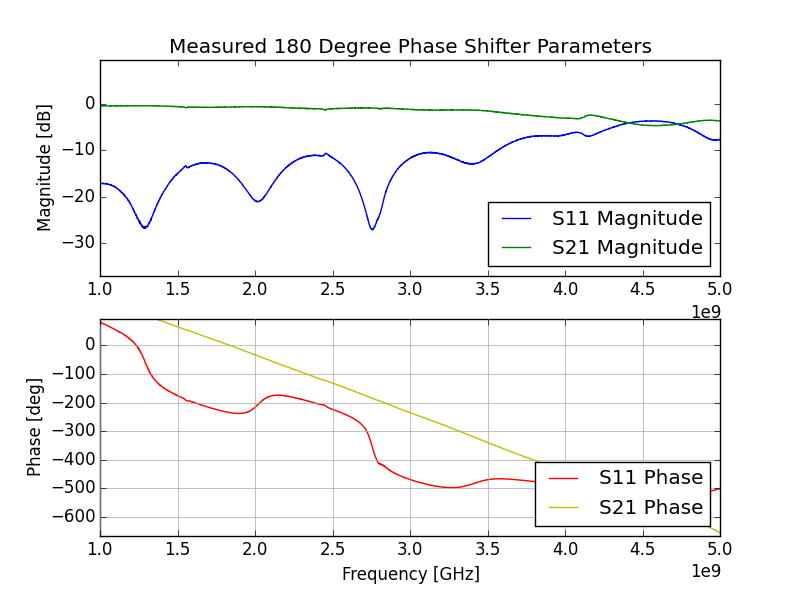 Measured 180 Degree Phase Shifter Parameters
Magnitude [dB]
0
−10
−20
−30
S11 Magnitude
S21 Magnitude
1.0 1.5 2.0 2.5 3.0 3.5 4.0 4.5 5.0
1e9
Phase [deg]
0
−100
−200
−300
−400
−500
−600
S11 Phase
S21 Phase
1.0 1.5 2.0 2.5 3.0 3.5 4.0 4.5 5.0
Frequency [GHz] 1e9